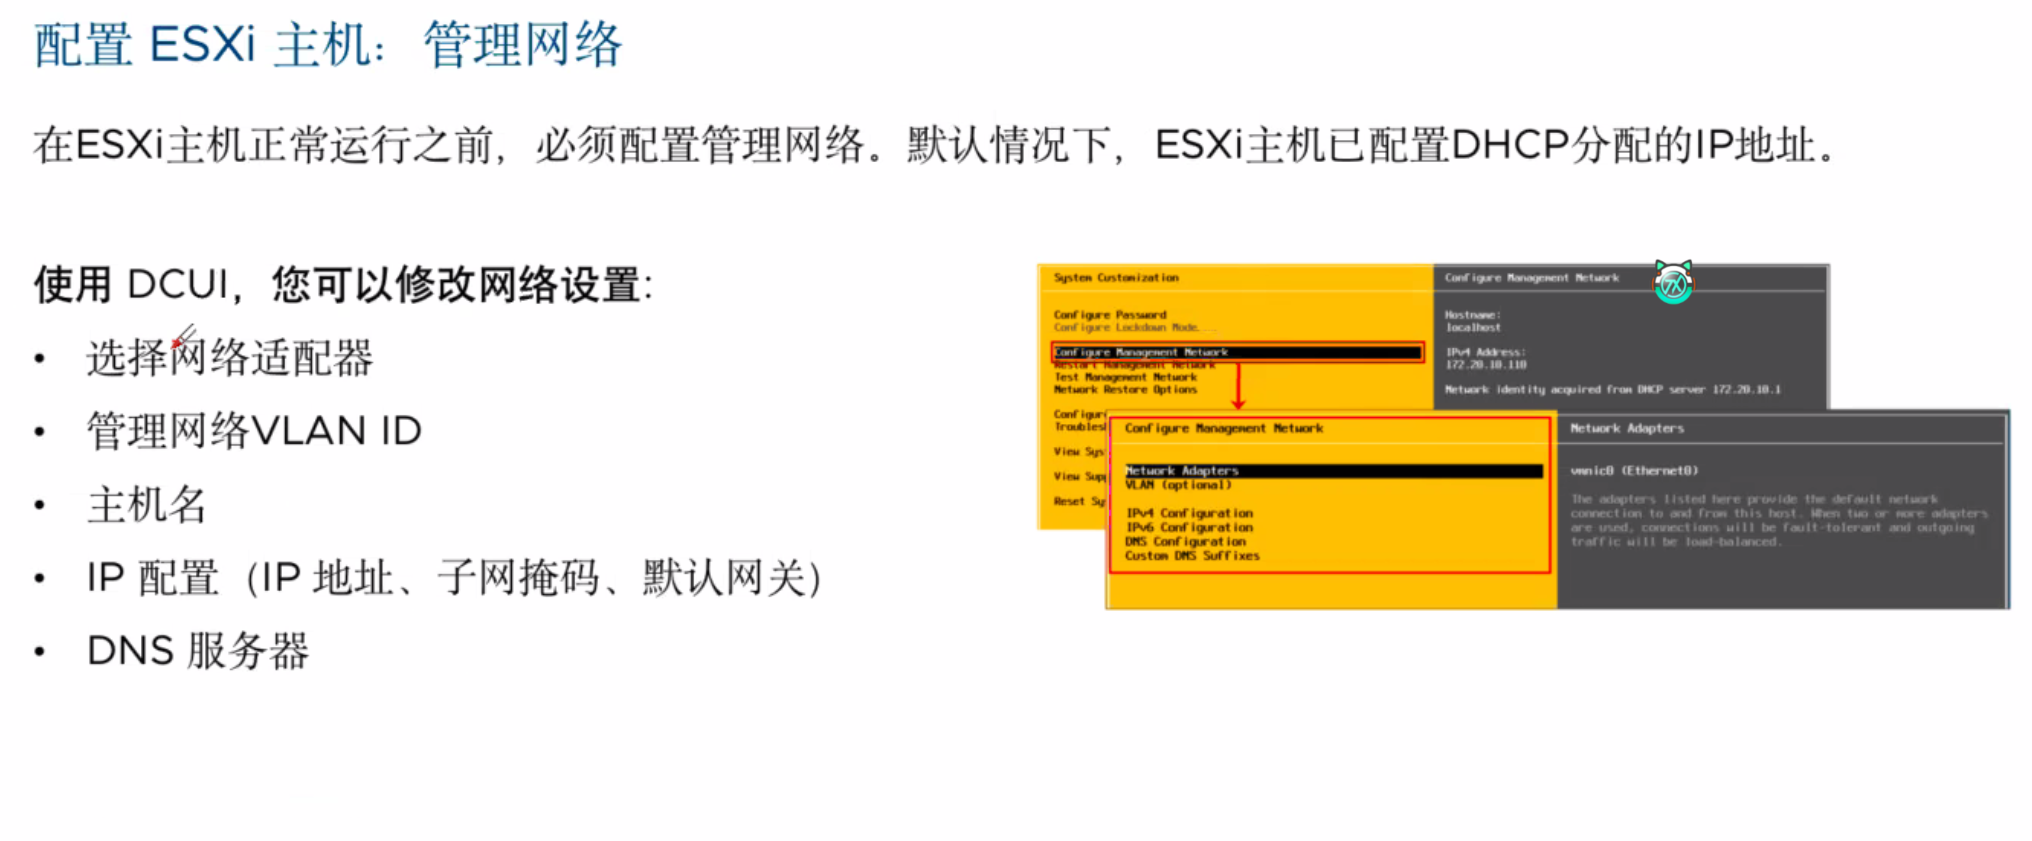 配置 ESXi 主机：管理网络
在ESXi主机正常运行之前，必须配置管理网络。默认情况下，ESXi主机已配置DHCP分配的IP地址。
使用 DCUI，您可以修改网络设置:
• 选择网络适配器
• 管理网络VLAN ID
• 主机名
• IP 配置（IP 地址、子网掩码、默认网关）
• DNS 服务器
System Customization
Configure Password
Configure Lockdown Mode
Configure Management Network
Restart Management Network
Test Management Network
Network Restore Options
Configure
Troubles
View Sys
View Supp
Reset Sy
Configure Management Network
Hostname:
localhost
IPv4 Address:
172.20.10.110
Network identity acquired from DHCP server 172.20.10.1
Configure Management Network
Network Adapters
VLAN (optional)
IPv4 Configuration
IPv6 Configuration
DNS Configuration
Custom DNS Suffixes
Network Adapters
vmnic0 (Ethernet0)
The adapters listed here provide the default network
connection to and from this host. When two or more adapters
are used, connections will be fault-tolerant and outgoing
traffic will be load-balanced.